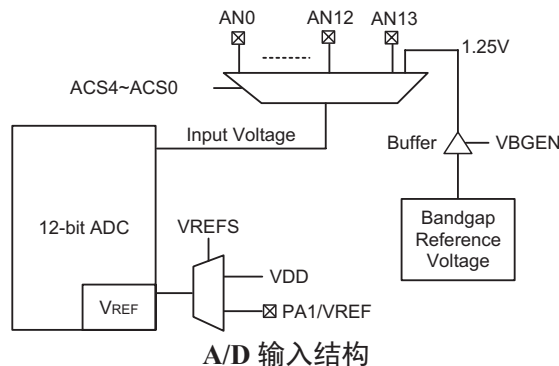 AN0 AN12 AN13
1.25V
ACS4~ACS0
Input Voltage
Buffer
VBGEN
12-bit ADC
Bandgap
Reference
Voltage
VREFS
VDD
VREF
PA1/VREF
A/D 输入结构